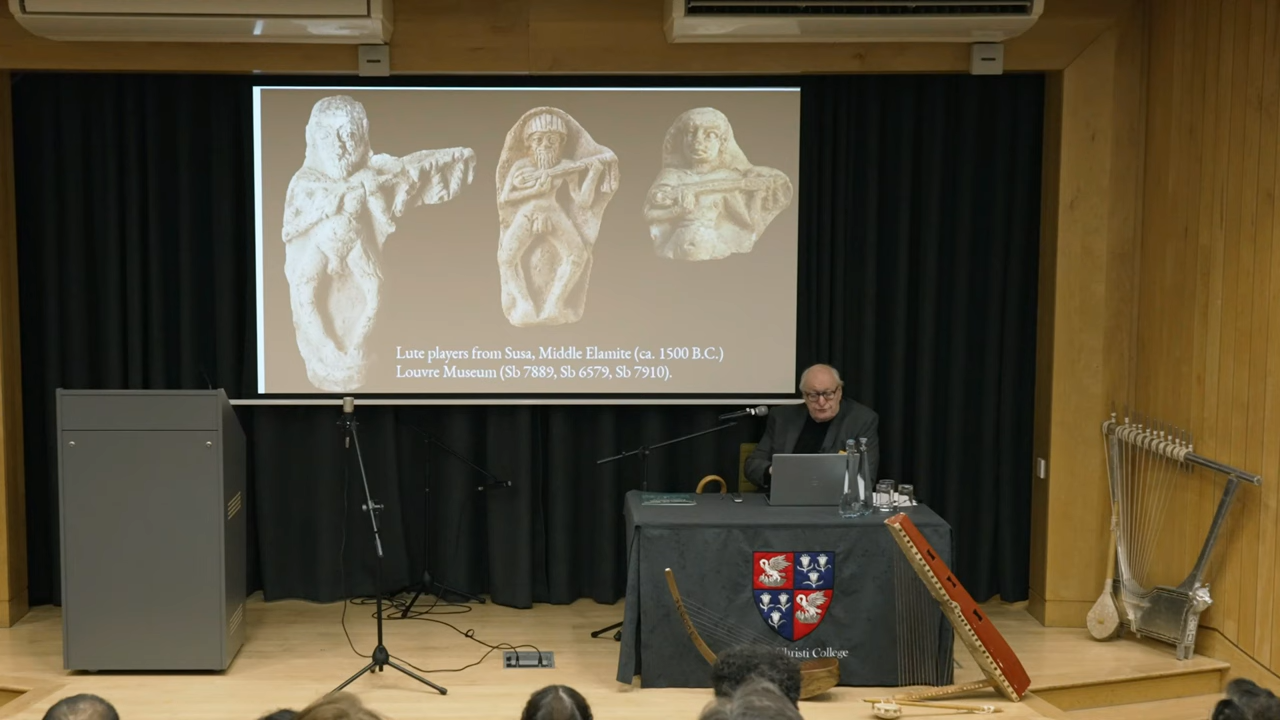 Lute players from Susa, Middle Elamite (ca. 1500 B.C.)
Louvre Museum (Sb 7889, Sb 6579, Sb 7910).
Christi College